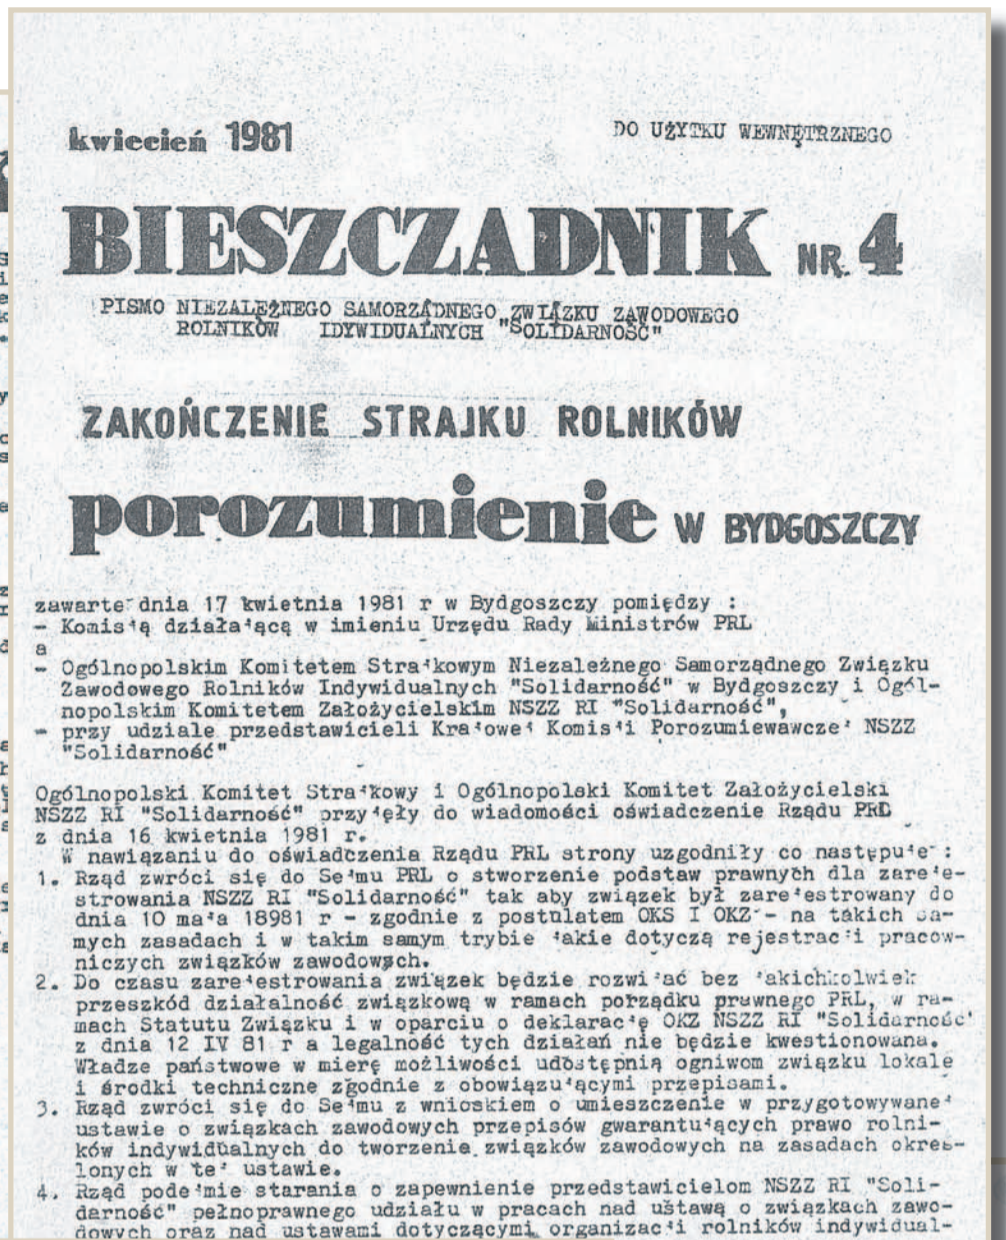 kwiecień 1981
DO UŻYTKU WEWNĘTRZNEGO
BIESZCZADNIK NR. 4
PISMO NIEZALEŻNEGO SAMORZĄDNEGO ZWIĄZKU ZAWODOWEGO
ROLNIKÓW IDYWIDUALNYCH "SOLIDARNOŚĆ"
ZAKOŃCZENIE STRAJKU ROLNIKÓW
porozumienie W BYDGOSZCZY
zawarte dnia 17 kwietnia 1981 r w Bydgoszczy pomiędzy :
- Komis'ą działa'ącą w imieniu Urzędu Rady Ministrów PRL
a
- Ogólnopolskim Komitetem Stra'kowym Niezależnego Samorządnego Związku
Zawodowego Rolników Indywidualnych "Solidarność" w Bydgoszczy i Ogól-
nopolskim Komitetem Założycielskim NSZZ RI "Solidarność",
- przy udziale przedstawicieli Kra'owe' Komis'i Porozumiewawcze' NSZZ
"Solidarność"
Ogólnopolski Komitet Stra'kowy i Ogólnopolski Komitet Założycielski
NSZZ RI "Solidarność" przy'ęły do wiadomości oświadczenie Rządu PRL
z dnia 16 kwietnia 1981 r.
W nawiązaniu do oświadczenia Rządu PRL strony uzgodniły co następu'e :
1. Rząd zwróci się do Se'mu PRL o stworzenie podstaw prawnych dla zare'e-
strowania NSZZ RI "Solidarność" tak aby związek był zare'estrowany do
dnia 10 ma'a 18981 r - zgodnie z postulatem OKS I OKZ - na takich sa-
mych zasadach i w takim samym trybie 'akie dotyczą rejestrac'i pracow-
niczych związków zawodowych.
2. Do czasu zare'estrowania związek będzie rozwi'ać bez 'akichkolwiek
przeszkód działalność związkową w ramach porządku prawnego PRL, w ra-
mach Statutu Związku i w oparciu o deklarac'ę OKZ NSZZ RI "Solidarność'
z dnia 12 IV 81 r a legalność tych działań nie będzie kwestionowana.
Władze państwowe w mierę możliwości udostępnią ogniwom związku lokale
i środki techniczne zgodnie z obowiązu'ącymi przepisami.
3. Rząd zwróci się do Se'mu z wnioskiem o umieszczenie w przygotowywane'
ustawie o związkach zawodowych przepisów gwarantu'ących prawo rolni-
ków indywidualnych do tworzenia związków zawodowych na zasadach okreś-
lonych w te' ustawie.
4. Rząd pode'mie starania o zapewnienie przedstawicielom NSZZ RI "Soli-
darność" pełnoprawnego udziału w pracach nad ustawą o związkach zawo-
dowych oraz nad ustawami dotyczącymi organizac'i rolników indywidual-